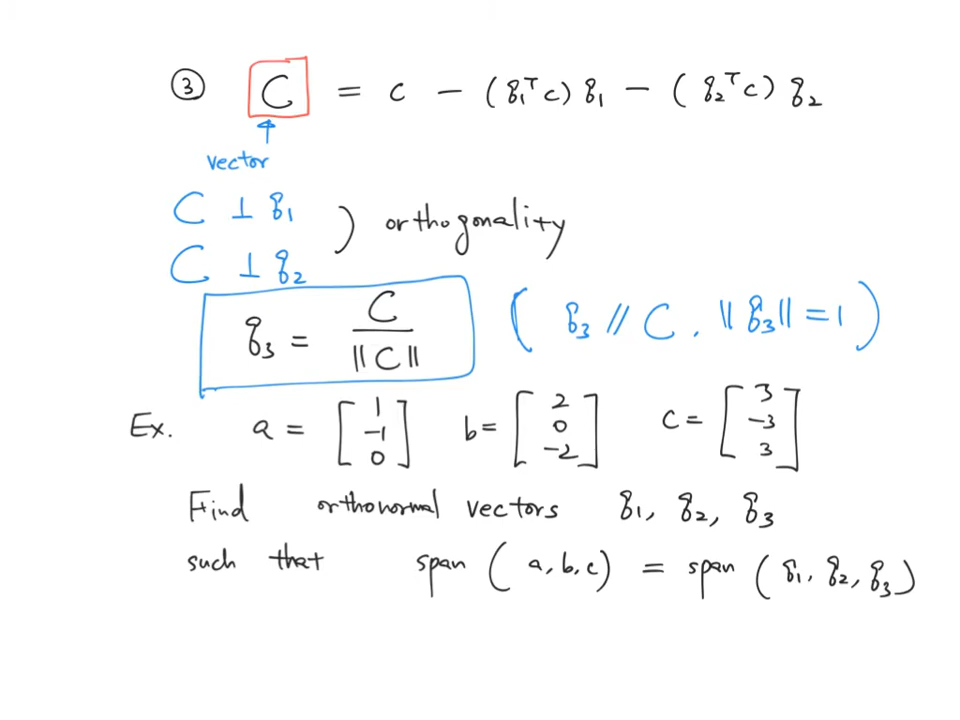 ③ C = c − (q₁ᵀc) q₁ − (q₂ᵀc) q₂
vector
C ⊥ q₁
) orthogonality
C ⊥ q₂
q₃ = C / ‖C‖ ( q₃ // C , ‖q₃‖ = 1 )
Ex. a = [1 −1 0] b = [2 0 −2] c = [3 −3 3]
Find orthonormal vectors q₁, q₂, q₃
such that span ( a, b, c ) = span ( q₁, q₂, q₃ )